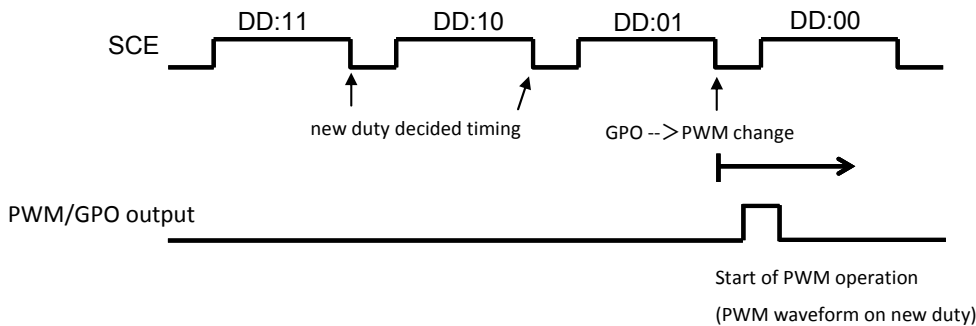 DD:11 DD:10 DD:01 DD:00
SCE
new duty decided timing
GPO -->PWM change
PWM/GPO output
Start of PWM operation
(PWM waveform on new duty)